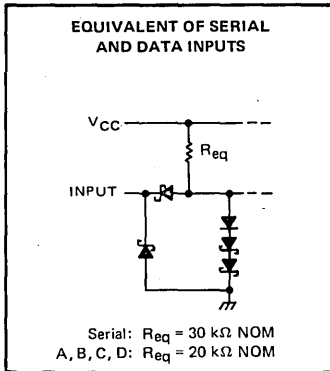 EQUIVALENT OF SERIAL
AND DATA INPUTS
VCC
Req
INPUT
Serial: Req = 30 kΩ NOM
A, B, C, D: Req = 20 kΩ NOM